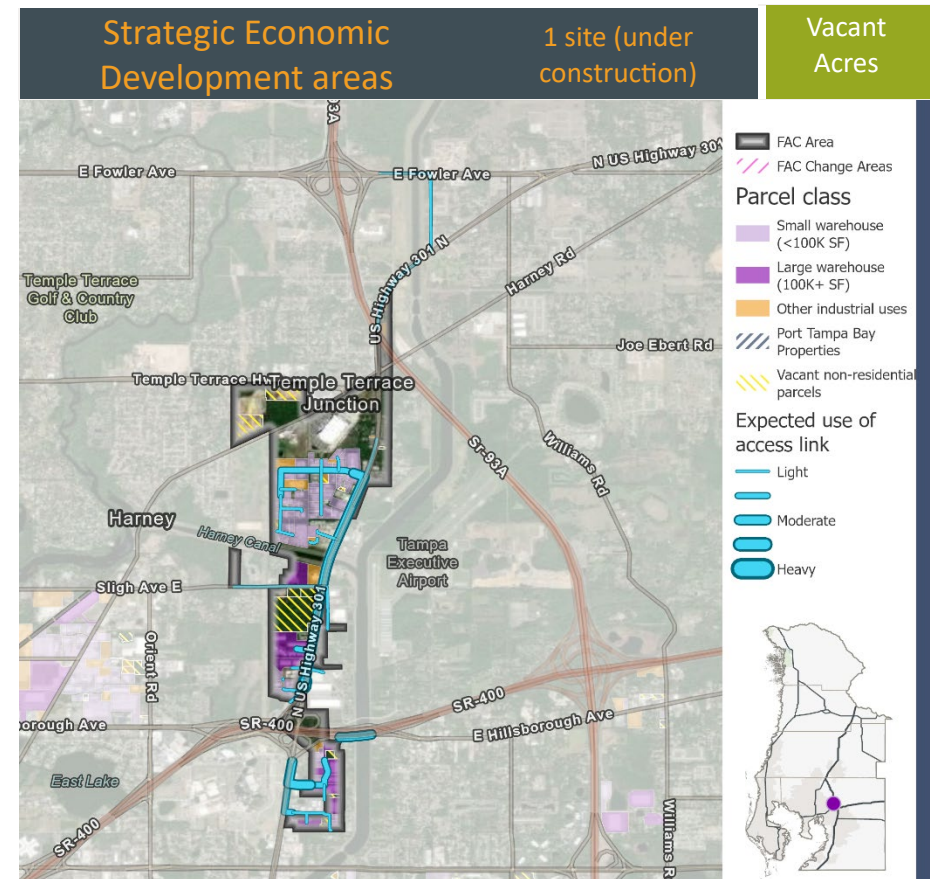 Strategic Economic
Development areas
1 site (under
construction)
Vacant
Acres
93A
E Fowler Ave
E Fowler Ave
N US Highway 301
US Highway 301 N
Harney Rd
Temple Terrace
Golf & Country
Club
Joe Ebert Rd
Temple Terrace Hw
Temple Terrace
Junction
Sr-93A
Williams Rd
Harney
Harney Canal
Tampa
Executive
Airport
Sligh Ave E
Orient Rd
N US Highway 301
SR-400
SR-400
orough Ave
E Hillsborough Ave
East Lake
SR-400
Williams R
FAC Area
FAC Change Areas
Parcel class
Small warehouse
(<100K SF)
Large warehouse
(100K+ SF)
Other industrial uses
Port Tampa Bay
Properties
Vacant non-residential
parcels
Expected use of
access link
Light
Moderate
Heavy